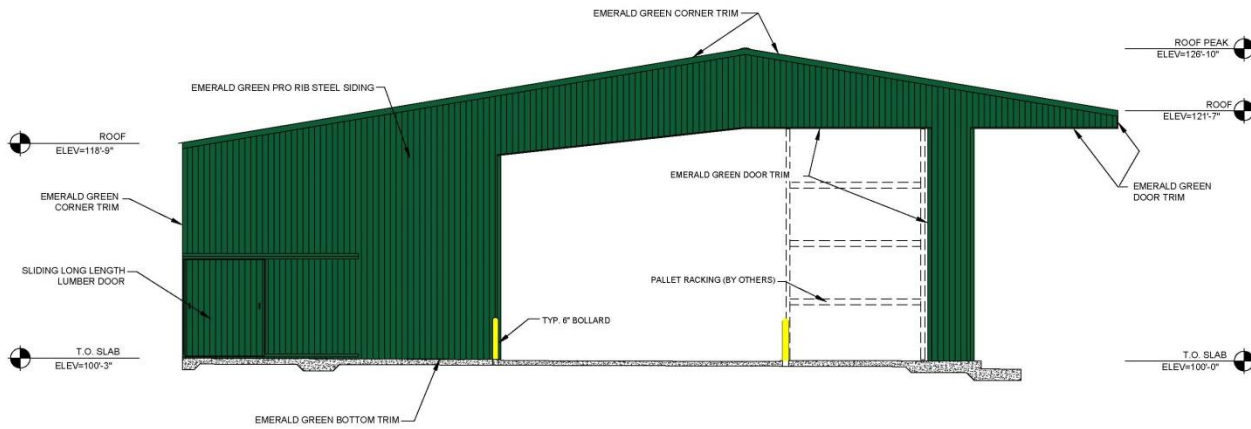 EMERALD GREEN CORNER TRIM
ROOF PEAK
ELEV=126'-10"
EMERALD GREEN PRO RIB STEEL SIDING
ROOF
ELEV=121'-7"
ROOF
ELEV=118'-9"
EMERALD GREEN DOOR TRIM
EMERALD GREEN
DOOR TRIM
EMERALD GREEN
CORNER TRIM
SLIDING LONG LENGTH
LUMBER DOOR
PALLET RACKING (BY OTHERS)
TYP. 6" BOLLARD
T.O. SLAB
ELEV=100'-3"
T.O. SLAB
ELEV=100'-0"
EMERALD GREEN BOTTOM TRIM